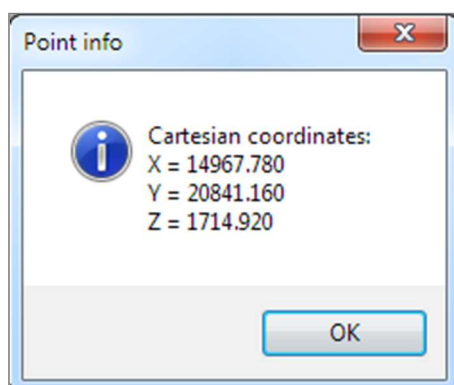 Point info
Cartesian coordinates:
X = 14967.780
Y = 20841.160
Z = 1714.920
OK